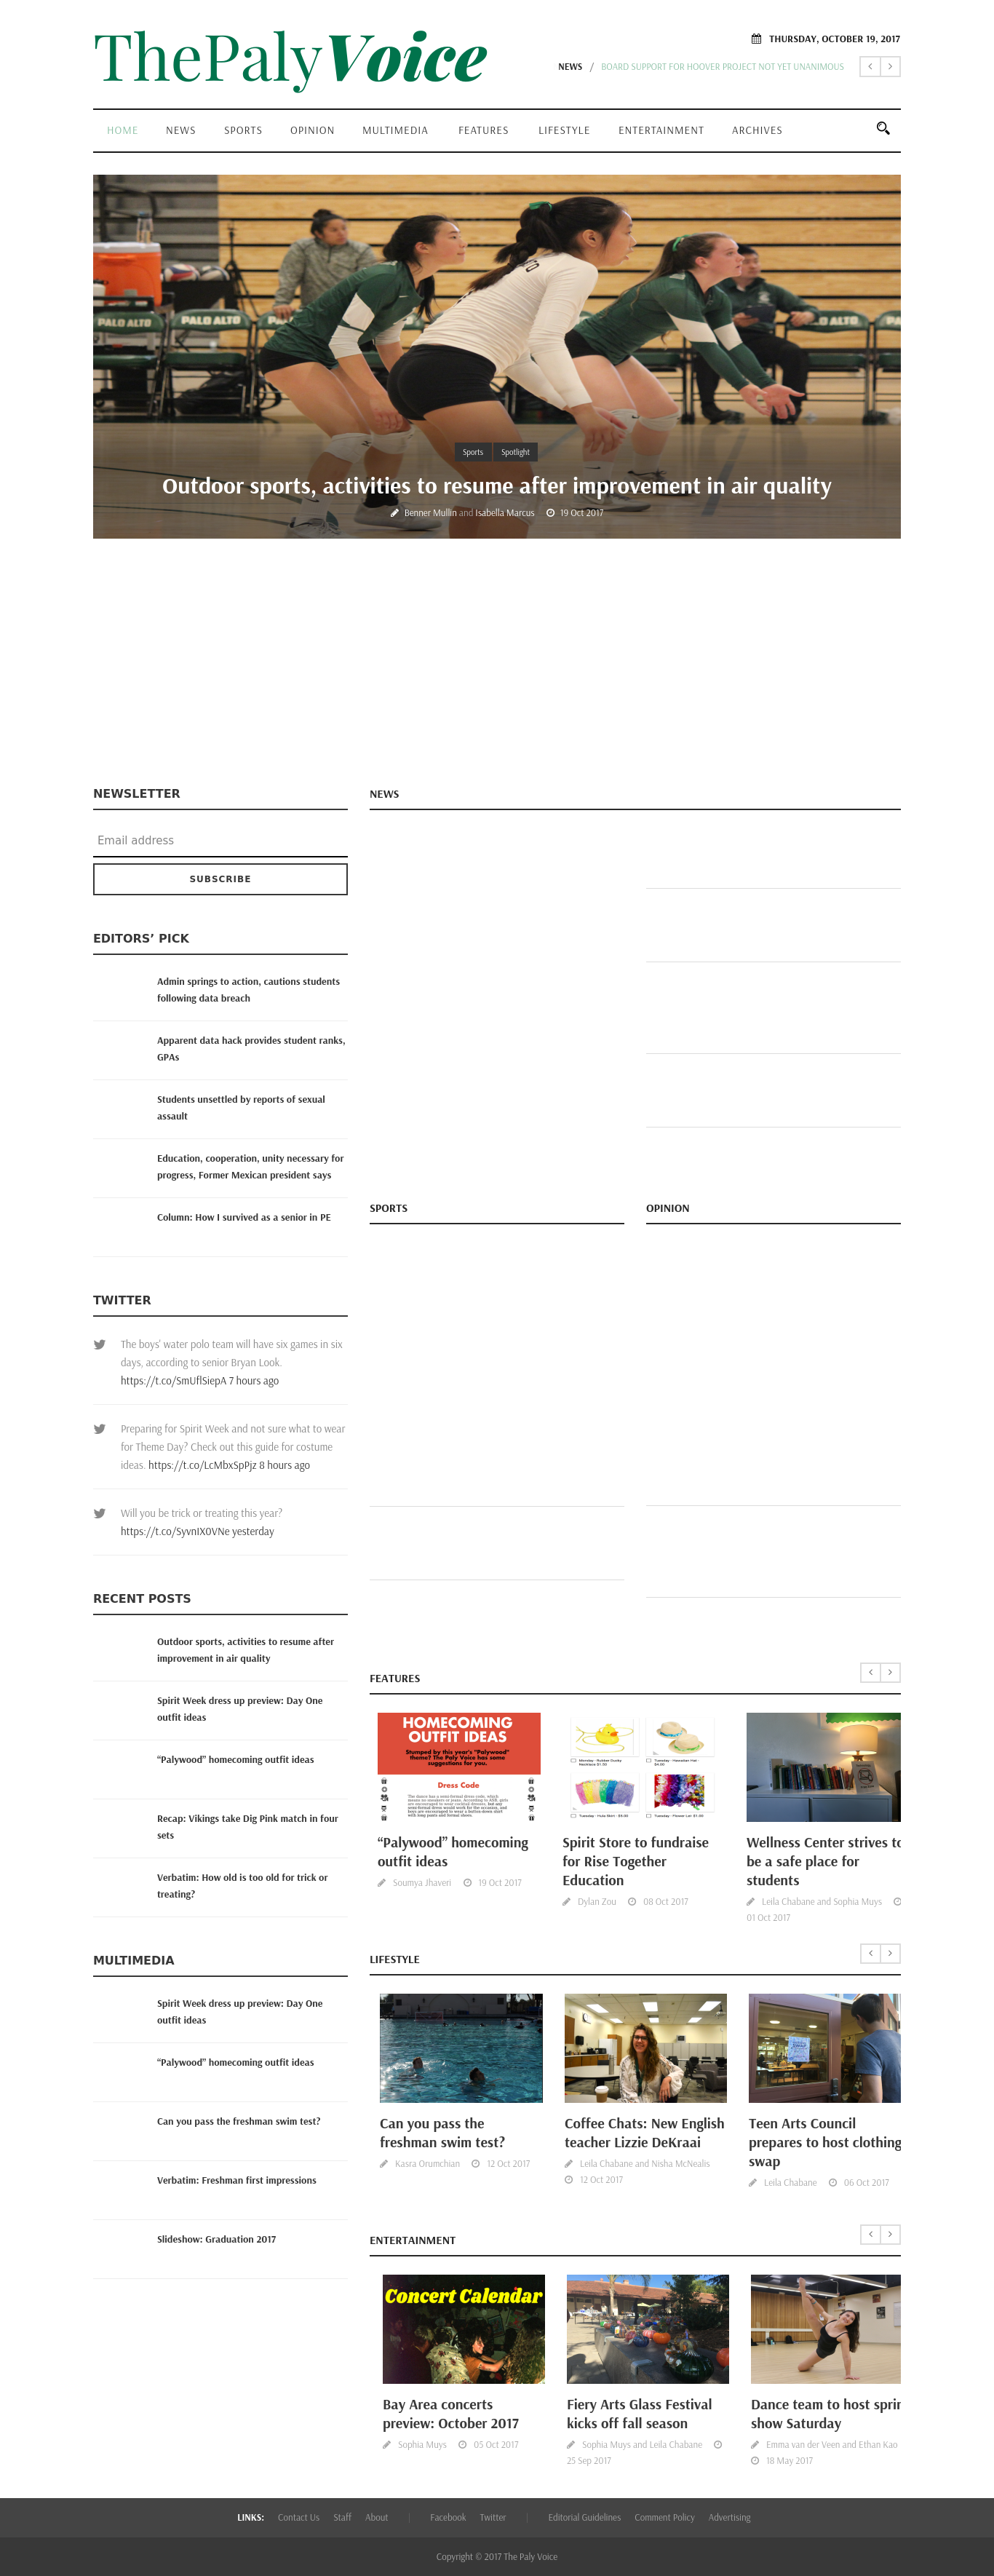 ThePalyVoice
THURSDAY, OCTOBER 19, 2017
NEWS / BOARD SUPPORT FOR HOOVER PROJECT NOT YET UNANIMOUS
HOME NEWS SPORTS OPINION MULTIMEDIA FEATURES LIFESTYLE ENTERTAINMENT ARCHIVES
PALO ALTO
Sports Spotlight
Outdoor sports, activities to resume after improvement in air quality
Benner Mullin and Isabella Marcus 19 Oct 2017
NEWSLETTER
Email address
SUBSCRIBE
EDITORS’ PICK
Admin springs to action, cautions students
following data breach
Apparent data hack provides student ranks,
GPAs
Students unsettled by reports of sexual
assault
Education, cooperation, unity necessary for
progress, Former Mexican president says
Column: How I survived as a senior in PE
TWITTER
The boys' water polo team will have six games in six
days, according to senior Bryan Look.
https://t.co/SmUflSiepA 7 hours ago
Preparing for Spirit Week and not sure what to wear
for Theme Day? Check out this guide for costume
ideas. https://t.co/LcMbxSpPjz 8 hours ago
Will you be trick or treating this year?
https://t.co/SyvnIX0VNe yesterday
RECENT POSTS
Outdoor sports, activities to resume after
improvement in air quality
Spirit Week dress up preview: Day One
outfit ideas
“Palywood” homecoming outfit ideas
Recap: Vikings take Dig Pink match in four
sets
Verbatim: How old is too old for trick or
treating?
MULTIMEDIA
Spirit Week dress up preview: Day One
outfit ideas
“Palywood” homecoming outfit ideas
Can you pass the freshman swim test?
Verbatim: Freshman first impressions
Slideshow: Graduation 2017
NEWS
SPORTS
OPINION
FEATURES
HOMECOMING
OUTFIT IDEAS
Stumped by this year's "Palywood"
theme? The Paly Voice has some
suggestions for you.
Dress Code
“Palywood” homecoming
outfit ideas
Soumya Jhaveri 19 Oct 2017
Spirit Store to fundraise
for Rise Together
Education
Dylan Zou 08 Oct 2017
Wellness Center strives to
be a safe place for
students
Leila Chabane and Sophia Muys
01 Oct 2017
LIFESTYLE
Can you pass the
freshman swim test?
Kasra Orumchian 12 Oct 2017
Coffee Chats: New English
teacher Lizzie DeKraai
Leila Chabane and Nisha McNealis
12 Oct 2017
Teen Arts Council
prepares to host clothing
swap
Leila Chabane 06 Oct 2017
ENTERTAINMENT
Concert Calendar
Bay Area concerts
preview: October 2017
Sophia Muys 05 Oct 2017
Fiery Arts Glass Festival
kicks off fall season
Sophia Muys and Leila Chabane
25 Sep 2017
Dance team to host sprin
show Saturday
Emma van der Veen and Ethan Kao
18 May 2017
LINKS: Contact Us Staff About Facebook Twitter Editorial Guidelines Comment Policy Advertising
Copyright © 2017 The Paly Voice